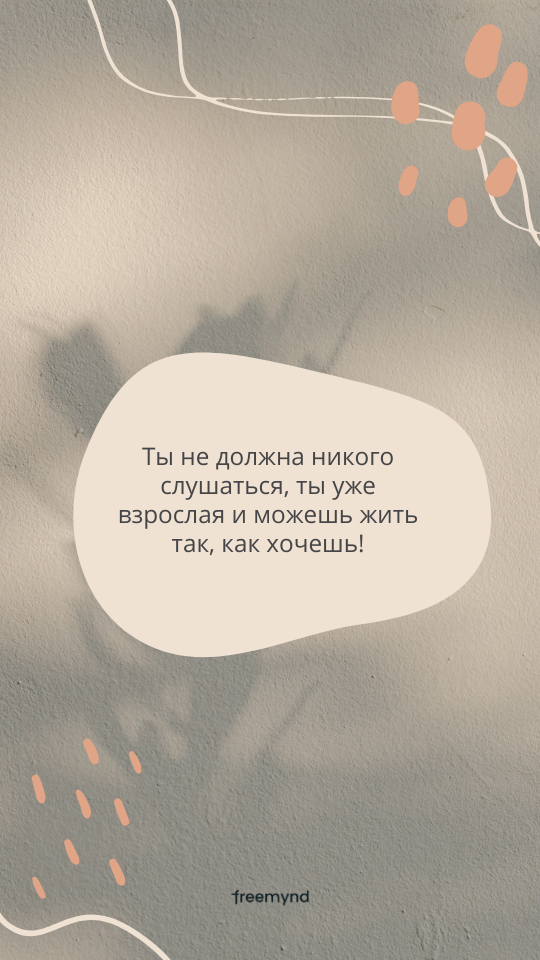 Ты не должна никого
слушаться, ты уже
взрослая и можешь жить
так, как хочешь!
freemynd